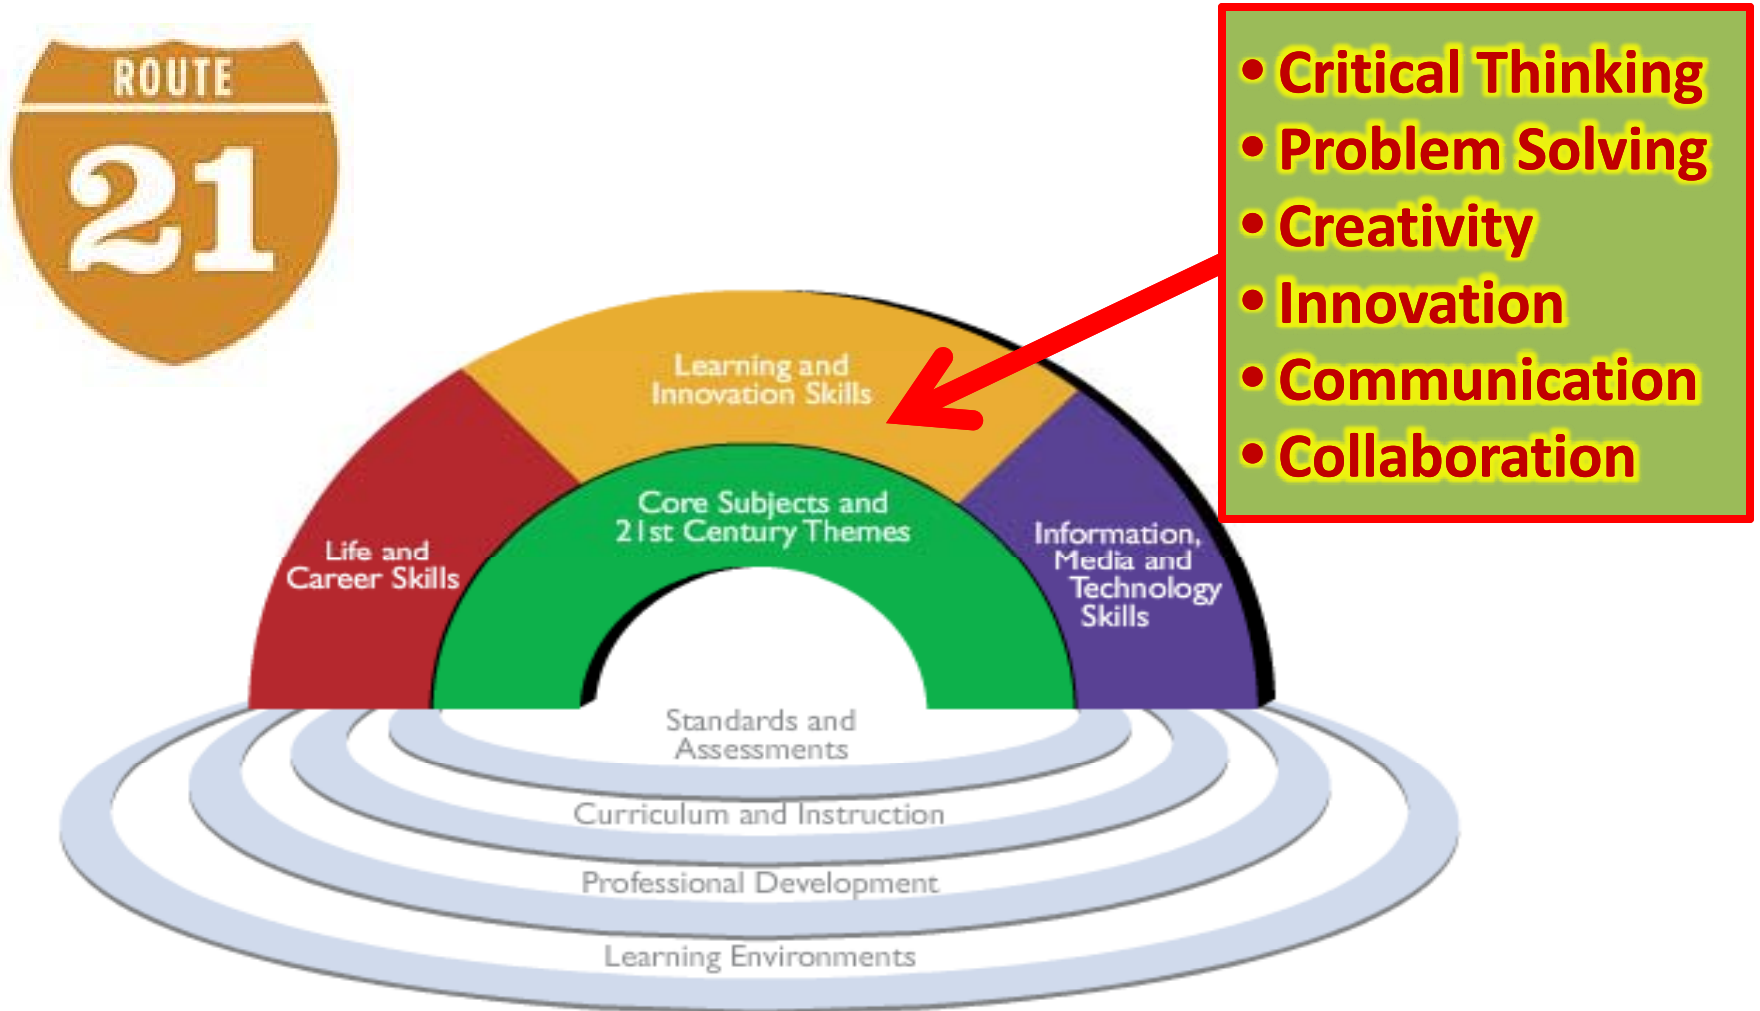 ROUTE
21
• Critical Thinking
• Problem Solving
• Creativity
• Innovation
• Communication
• Collaboration
Learning and
Innovation Skills
Core Subjects and
21st Century Themes
Life and
Career Skills
Information,
Media and
Technology
Skills
Standards and
Assessments
Curriculum and Instruction
Professional Development
Learning Environments